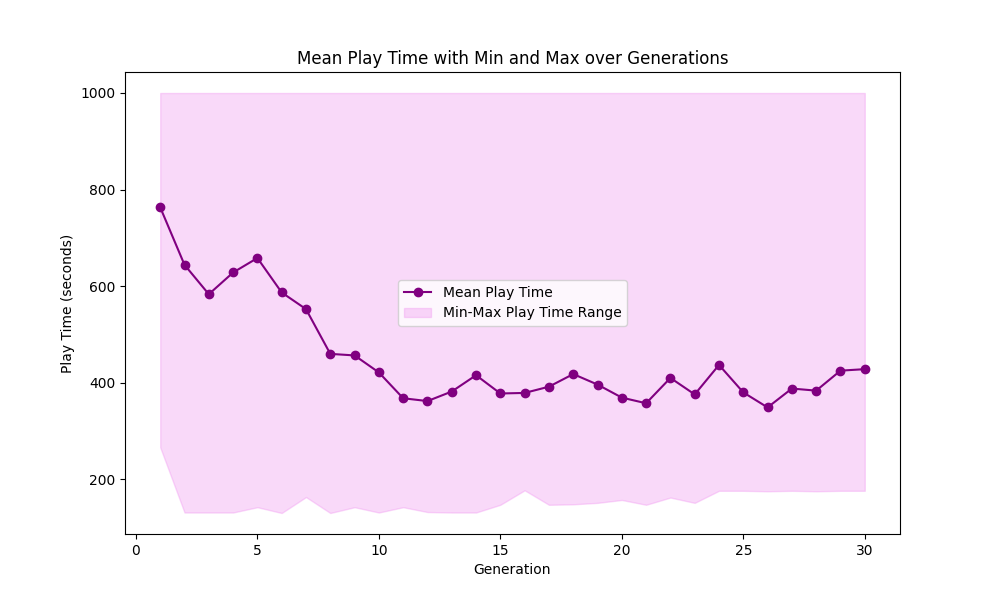 Mean Play Time with Min and Max over Generations
1000
800
600
400
200
Play Time (seconds)
Mean Play Time
Min-Max Play Time Range
0 5 10 15 20 25 30
Generation